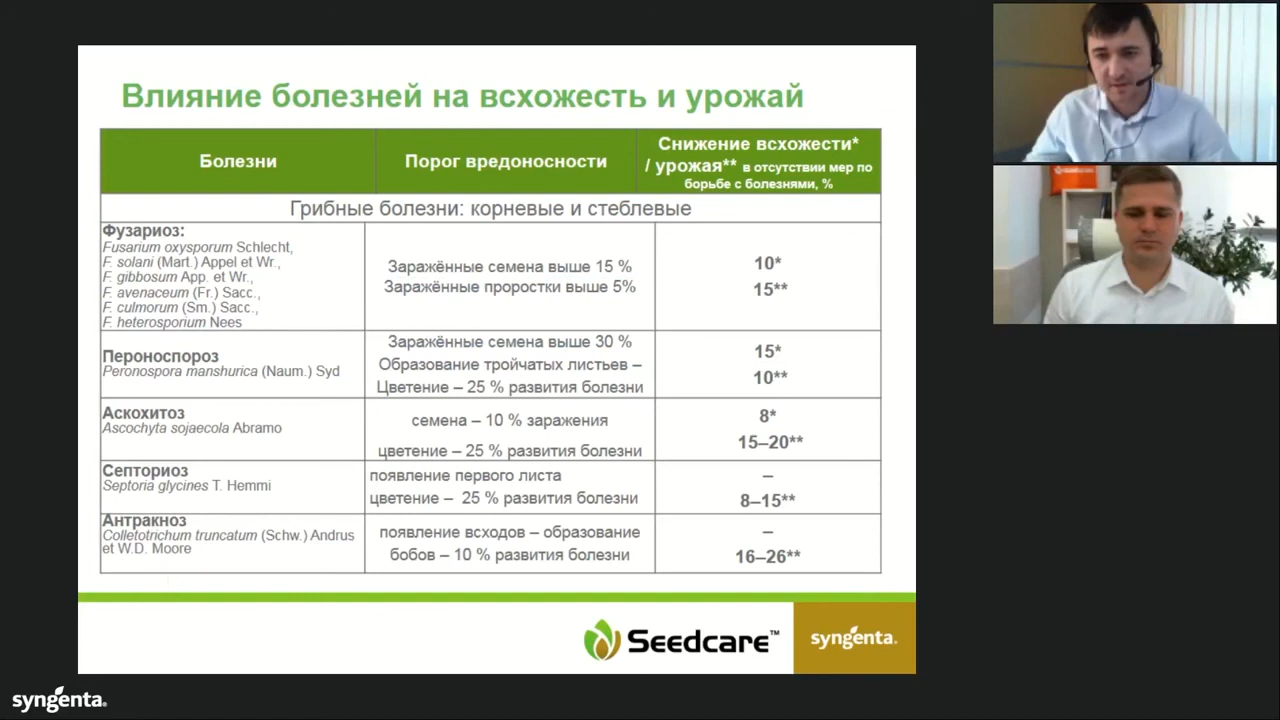 Влияние болезней на всхожесть и урожай
Болезни
Порог вредоносности
Снижение всхожести*
/ урожая** в отсутствии мер по
борьбе с болезнями, %
Грибные болезни: корневые и стеблевые
Фузариоз:
Fusarium oxysporum Schlecht,
F. solani (Mart.) Appel et Wr.,
F. gibbosum App. et Wr.,
F. avenaceum (Fr.) Sacc.,
F. culmorum (Sm.) Sacc.,
F. heterosporium Nees
Заражённые семена выше 15 %
Заражённые проростки выше 5%
10*
15**
Пероноспороз
Peronospora manshurica (Naum.) Syd
Заражённые семена выше 30 %
Образование тройчатых листьев –
Цветение – 25 % развития болезни
15*
10**
Аскохитоз
Ascochyta sojaecola Abramo
семена – 10 % заражения
цветение – 25 % развития болезни
8*
15–20**
Септориоз
Septoria glycines T. Hemmi
появление первого листа
цветение – 25 % развития болезни
–
8–15**
Антракноз
Colletotrichum truncatum (Schw.) Andrus
et W.D. Moore
появление всходов – образование
бобов – 10 % развития болезни
–
16–26**
Seedcare™
syngenta.
syngenta.